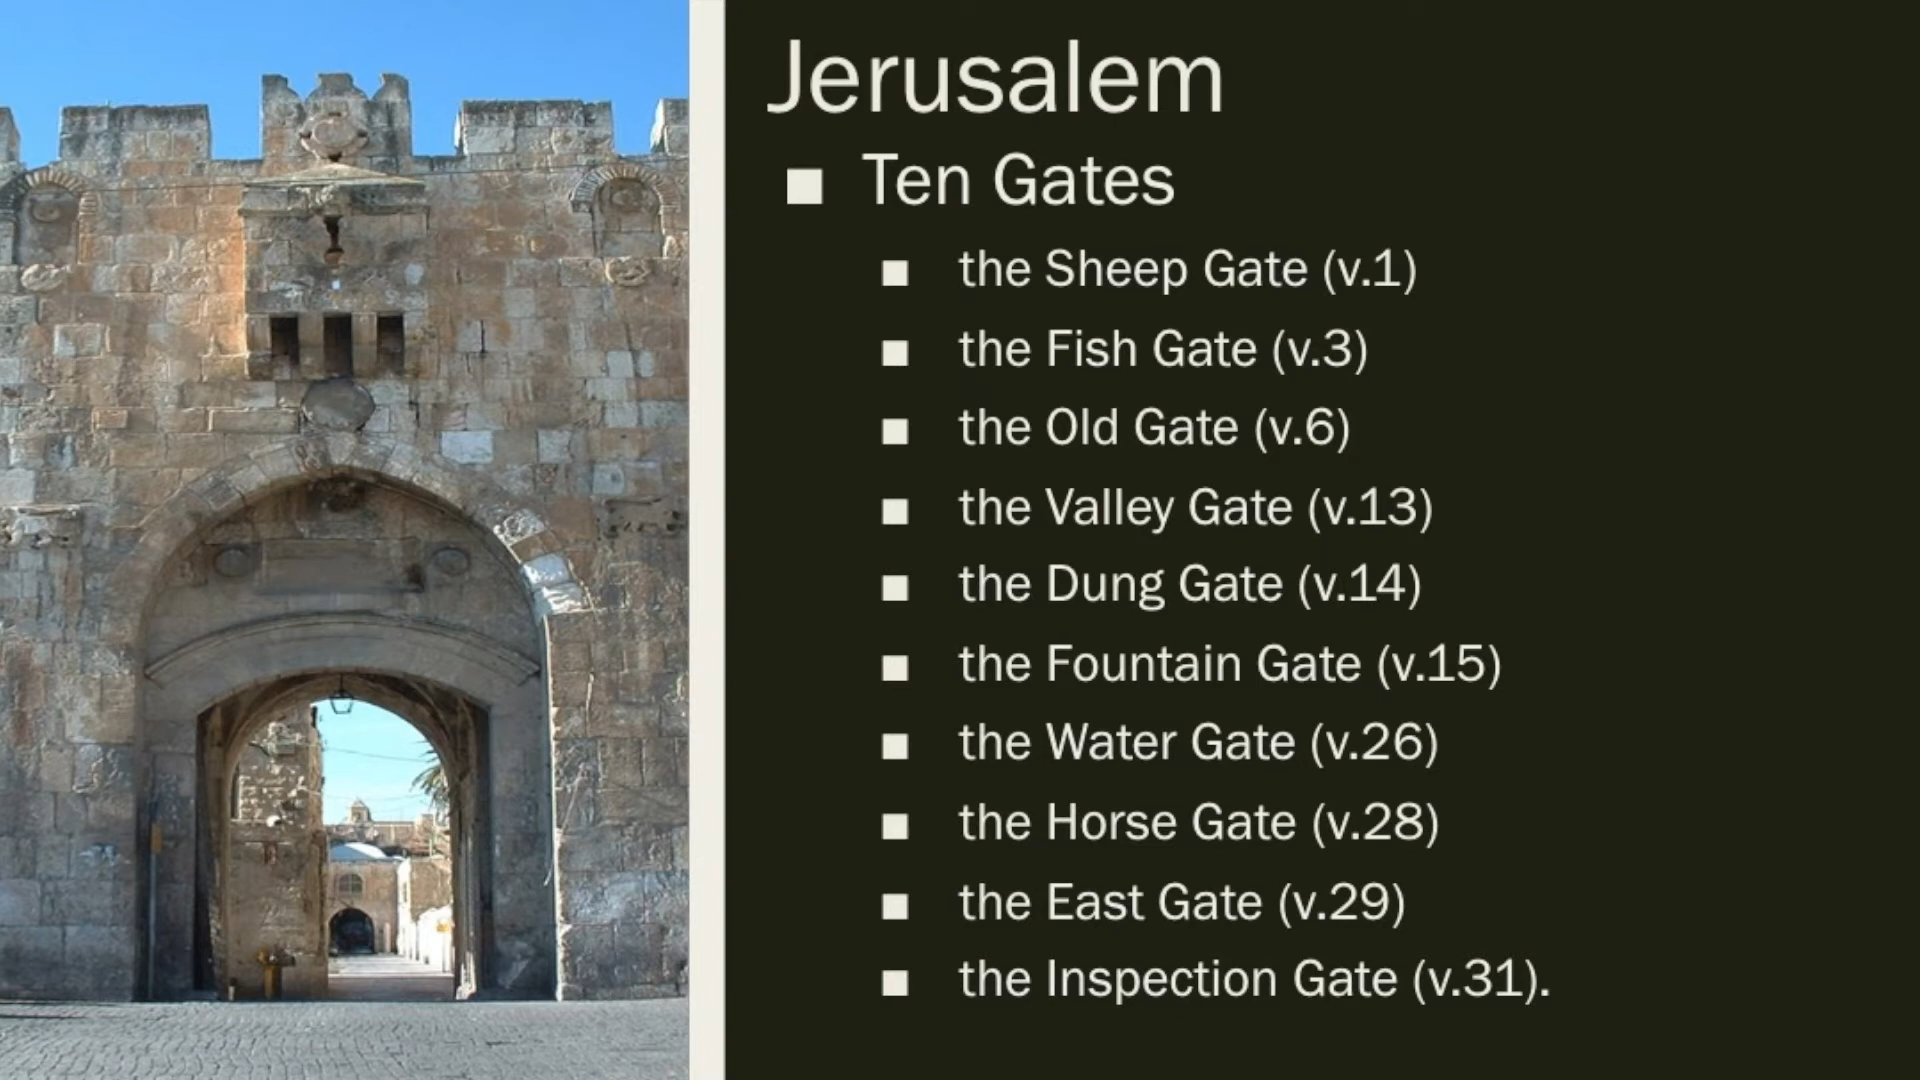 Jerusalem
■ Ten Gates
■ the Sheep Gate (v.1)
■ the Fish Gate (v.3)
■ the Old Gate (v.6)
■ the Valley Gate (v.13)
■ the Dung Gate (v.14)
■ the Fountain Gate (v.15)
■ the Water Gate (v.26)
■ the Horse Gate (v.28)
■ the East Gate (v.29)
■ the Inspection Gate (v.31).